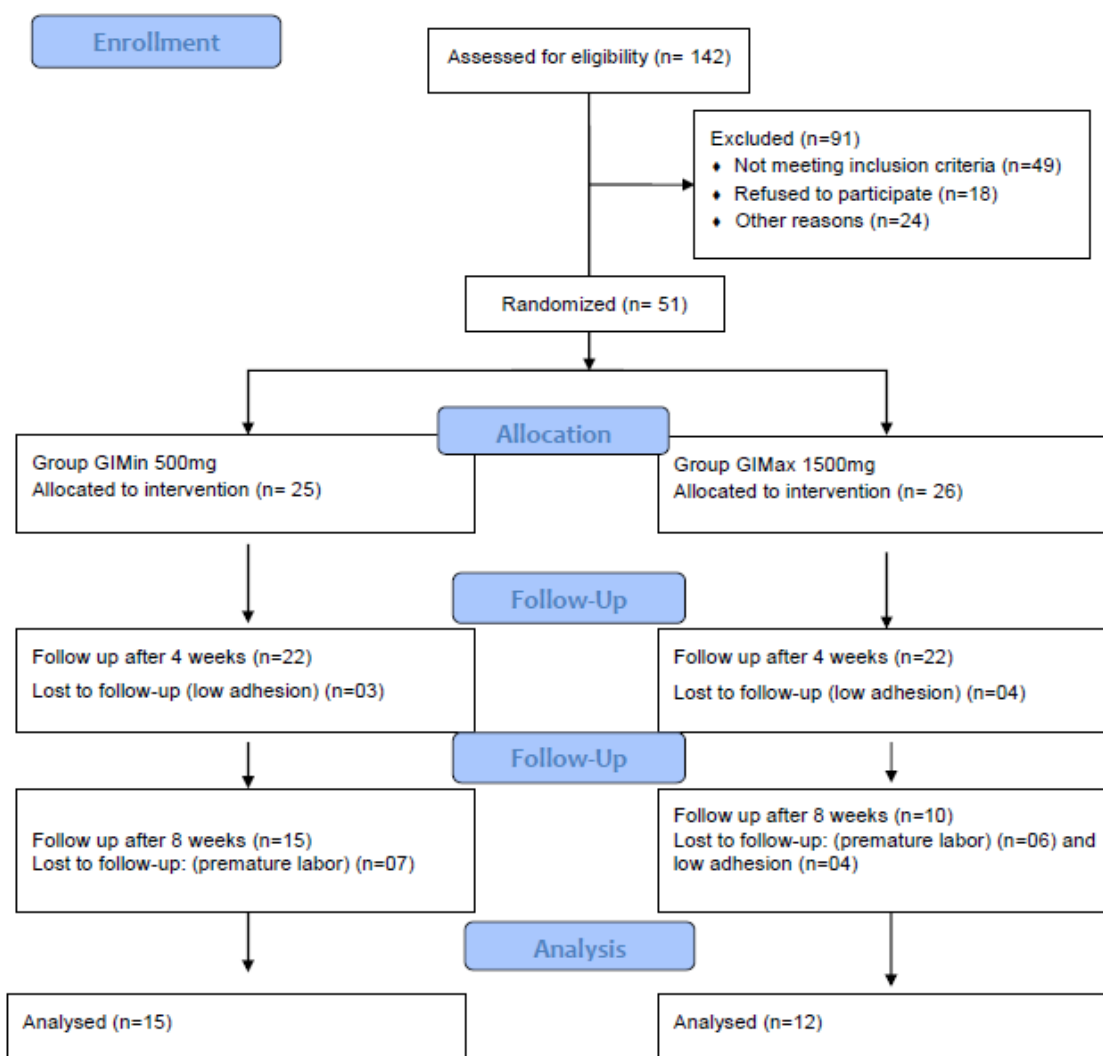 Enrollment
Assessed for eligibility (n= 142)
Excluded (n=91)
♦ Not meeting inclusion criteria (n=49)
♦ Refused to participate (n=18)
♦ Other reasons (n=24)
Randomized (n= 51)
Allocation
Group GIMin 500mg
Allocated to intervention (n= 25)
Group GIMax 1500mg
Allocated to intervention (n= 26)
Follow-Up
Follow up after 4 weeks (n=22)
Lost to follow-up (low adhesion) (n=03)
Follow up after 4 weeks (n=22)
Lost to follow-up (low adhesion) (n=04)
Follow-Up
Follow up after 8 weeks (n=15)
Lost to follow-up: (premature labor) (n=07)
Follow up after 8 weeks (n=10)
Lost to follow-up: (premature labor) (n=06) and
low adhesion (n=04)
Analysis
Analysed (n=15)
Analysed (n=12)